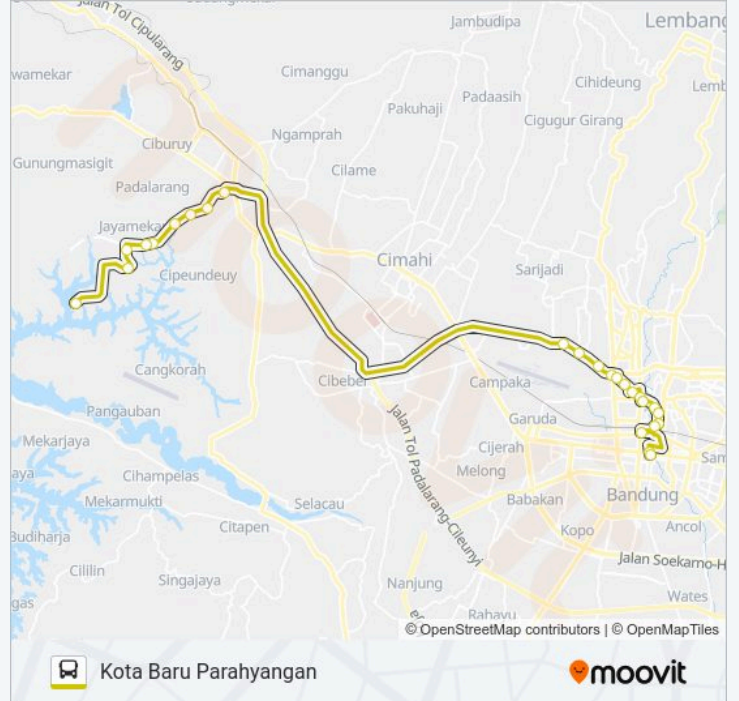 Jalan Tol Cipularang
Jambudipa
Lembang
wamekar
Cimanggu
Cihideung
Lemb
Padaasih
Pakuhaji
Cigugur Girang
Ngamprah
Ciburuy
Gunungmasigit
Cilame
Padalarang
Jayamekar
Cimahi
Sarijadi
Cipeundeuy
Cangkorah
Cibeber
Campaka
Pangauban
Jalan Tol Padalarang-Cileunyi
Garuda
Mekarjaya
Cijerah
aya
Cihampelas
Melong
Sam
Mekarmukti
Selacau
Babakan
Bandung
Citapen
Kopo
Ancol
Budiharja
Jalan Soekarno-H
Cililin
Singajaya
Nanjung
Wates
gas
Rahayu
© OpenStreetMap contributors | © OpenMapTiles
Kota Baru Parahyangan
moovit